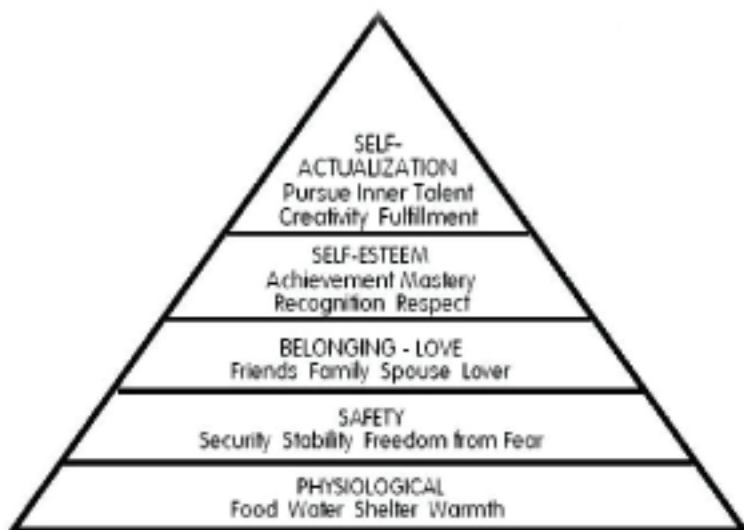 SELF-
ACTUALIZATION
Pursue Inner Talent
Creativity Fulfillment
SELF-ESTEEM
Achievement Mastery
Recognition Respect
BELONGING - LOVE
Friends Family Spouse Lover
SAFETY
Security Stability Freedom from Fear
PHYSIOLOGICAL
Food Water Shelter Warmth